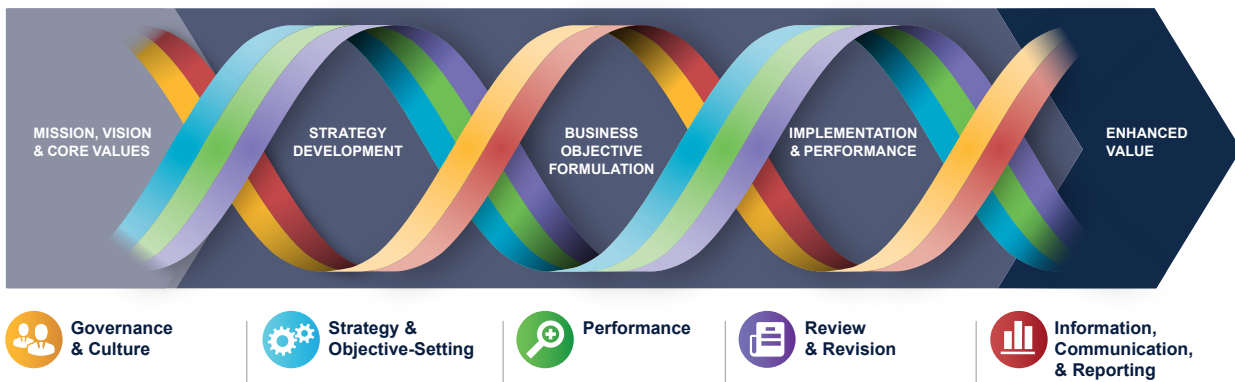 MISSION, VISION
& CORE VALUES
STRATEGY
DEVELOPMENT
BUSINESS
OBJECTIVE
FORMULATION
IMPLEMENTATION
& PERFORMANCE
ENHANCED
VALUE
Governance
& Culture
Strategy &
Objective-Setting
Performance
Review
& Revision
Information,
Communication,
& Reporting